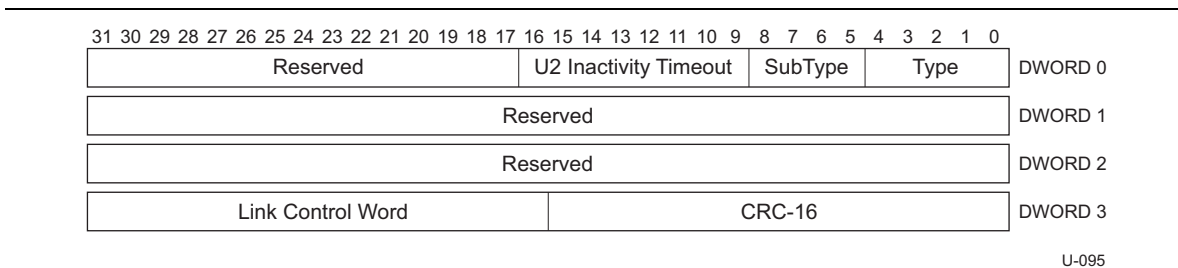 31 30 29 28 27 26 25 24 23 22 21 20 19 18 17 16 15 14 13 12 11 10 9 8 7 6 5 4 3 2 1 0
Reserved U2 Inactivity Timeout SubType Type DWORD 0
Reserved DWORD 1
Reserved DWORD 2
Link Control Word CRC-16 DWORD 3
U-095